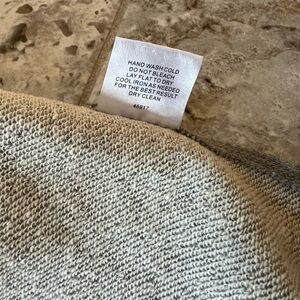 HAND WASH COLD
DO NOT BLEACH
LAY FLAT TO DRY
COOL IRON AS NEEDED
FOR THE BEST RESULT
DRY CLEAN